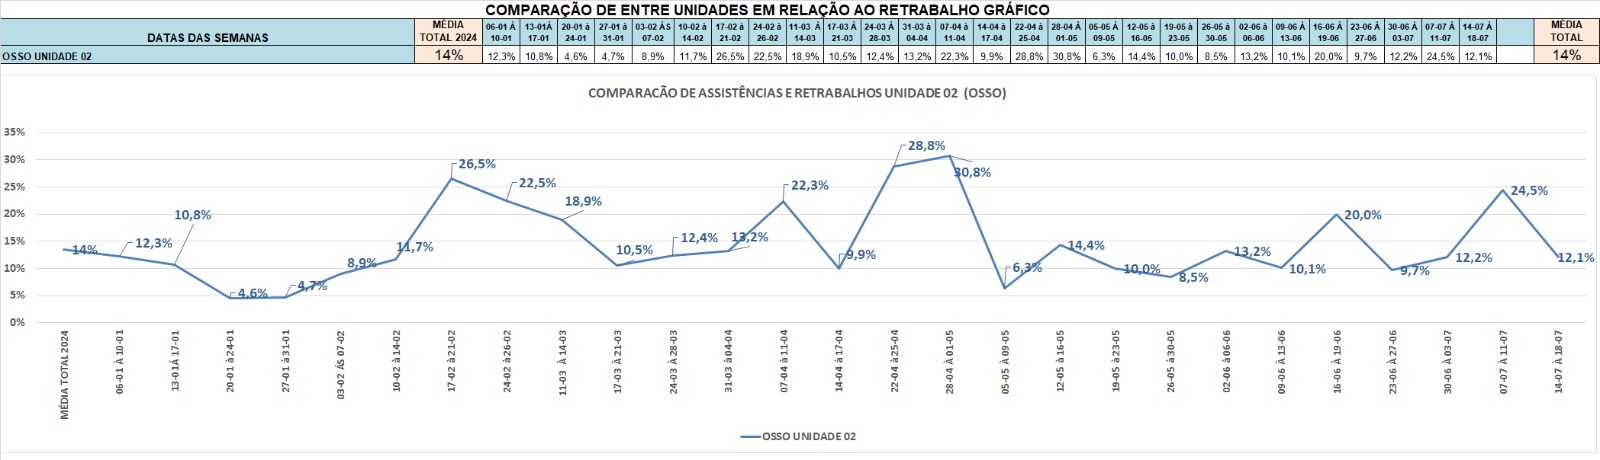 COMPARAÇÃO DE ENTRE UNIDADES EM RELAÇÃO AO RETRABALHO GRÁFICO
DATAS DAS SEMANAS MÉDIA TOTAL 2024 06-01 À 10-01 13-01À 17-01 20-01 à 24-01 27-01 à 31-01 03-02 ÁS 07-02 10-02 à 14-02 17-02 à 21-02 24-02 à 26-02 11-03 À 14-03 17-03 À 21-03 24-03 À 28-03 31-03 à 04-04 07-04 à 11-04 14-04 à 17-04 22-04 à 25-04 28-04 À 01-05 05-05 À 09-05 12-05 à 16-05 19-05 à 23-05 26-05 à 30-05 02-06 à 06-06 09-06 À 13-06 16-06 À 19-06 23-06 À 27-06 30-06 À 03-07 07-07 À 11-07 14-07 À 18-07 MÉDIA TOTAL
OSSO UNIDADE 02 14% 12,3% 10,8% 4,6% 4,7% 8,9% 11,7% 26,5% 22,5% 18,9% 10,5% 12,4% 13,2% 22,3% 9,9% 28,8% 30,8% 6,3% 14,4% 10,0% 8,5% 13,2% 10,1% 20,0% 9,7% 12,2% 24,5% 12,1% 14%
COMPARACÃO DE ASSISTÊNCIAS E RETRABALHOS UNIDADE 02 (OSSO)
35%
30%
25%
20%
15%
10%
5%
0%
14%
12,3%
10,8%
4,6%
4,7%
8,9%
11,7%
26,5%
22,5%
18,9%
10,5%
12,4%
13,2%
22,3%
9,9%
28,8%
30,8%
6,3%
14,4%
10,0%
8,5%
13,2%
10,1%
20,0%
9,7%
12,2%
24,5%
12,1%
MÉDIA TOTAL 2024
06-01 À 10-01
13-01À 17-01
20-01 à 24-01
27-01 à 31-01
03-02 ÁS 07-02
10-02 à 14-02
17-02 à 21-02
24-02 à 26-02
11-03 À 14-03
17-03 À 21-03
24-03 À 28-03
31-03 à 04-04
07-04 à 11-04
14-04 à 17-04
22-04 à 25-04
28-04 À 01-05
05-05 À 09-05
12-05 à 16-05
19-05 à 23-05
26-05 à 30-05
02-06 à 06-06
09-06 À 13-06
16-06 À 19-06
23-06 À 27-06
30-06 À 03-07
07-07 À 11-07
14-07 À 18-07
OSSO UNIDADE 02